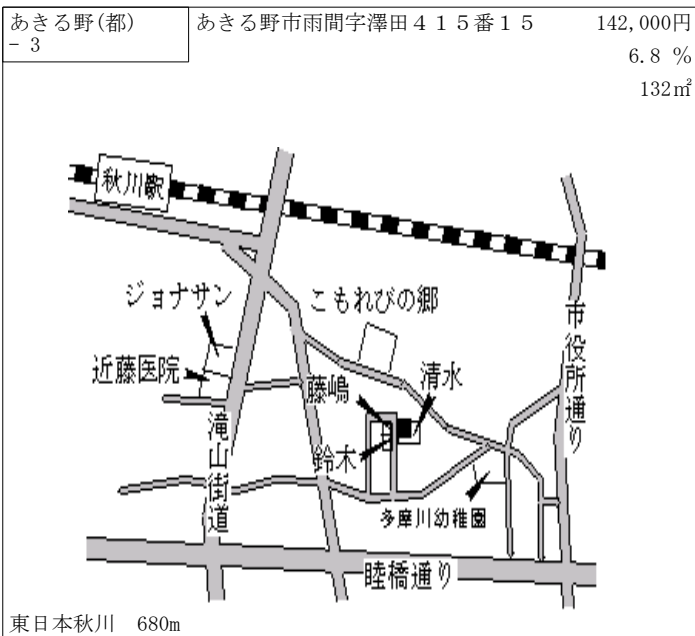 あきる野(都)
- 3
あきる野市雨間字澤田４１５番１５
142,000円
6.8 %
132㎡
秋川駅
ジョナサン
こもれびの郷
近藤医院
藤嶋
清水
市役所通り
鈴木
滝山街道
多摩川幼稚園
睦橋通り
東日本秋川 680m